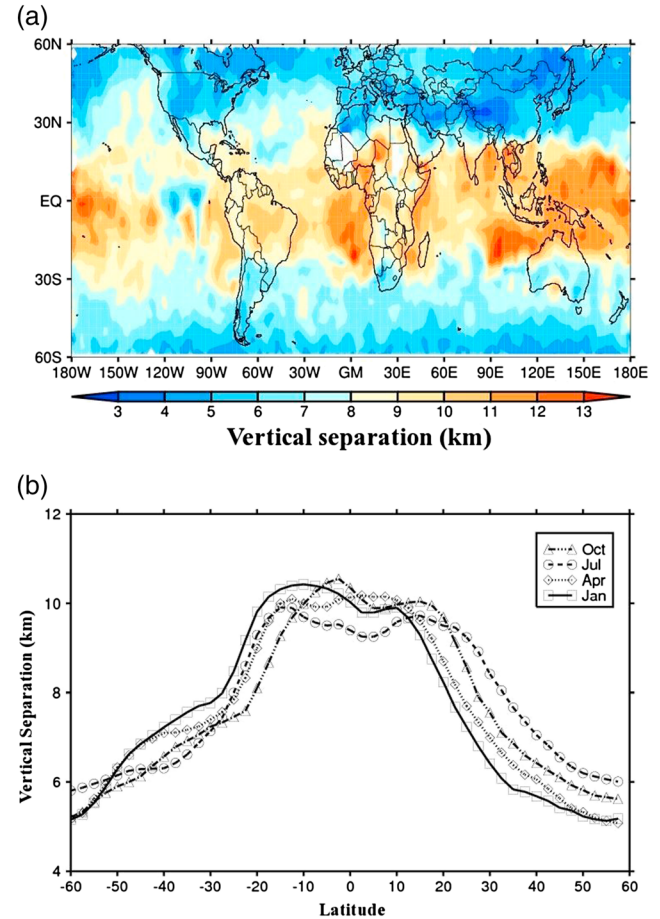 (a)
60N
30N
EQ
30S
60S
180W 150W 120W 90W 60W 30W GM 30E 60E 90E 120E 150E 180E
3 4 5 6 7 8 9 10 11 12 13
Vertical separation (km)
(b)
12
10
8
6
4
Vertical Separation (km)
Oct
Jul
Apr
Jan
-60 -50 -40 -30 -20 -10 0 10 20 30 40 50 60
Latitude